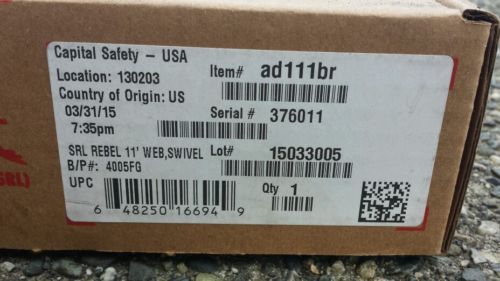 Capital Safety – USA
Location: 130203
Item# ad111br
Country of Origin: US
03/31/15
Serial # 376011
7:35pm
SRL REBEL 11' WEB,SWIVEL
Lot# 15033005
B/P#: 4005FG
UPC
Qty 1
6 48250 16694 9
SRL)